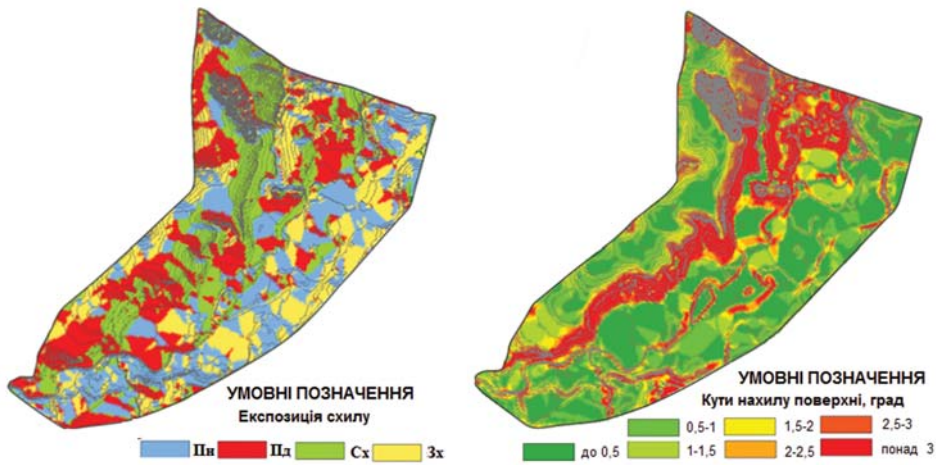 УМОВНІ ПОЗНАЧЕННЯ
Експозиція схилу
Пн Пд Сх Зх
УМОВНІ ПОЗНАЧЕННЯ
Кути нахилу поверхні, град
0,5-1 1,5-2 2,5-3
до 0,5 1-1,5 2-2,5 понад 3